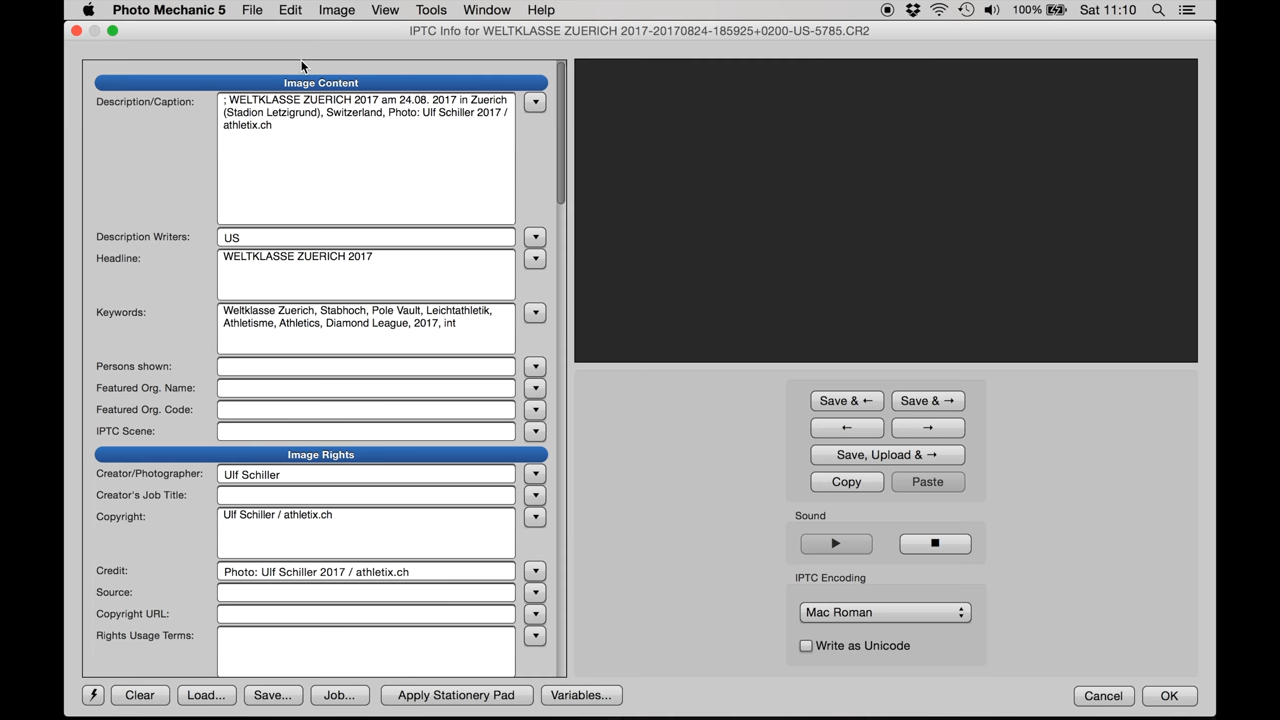 Photo Mechanic 5 File Edit Image View Tools Window Help 100% Sat 11:10
IPTC Info for WELTKLASSE ZUERICH 2017-20170824-185925+0200-US-5785.CR2
Image Content
Description/Caption:
; WELTKLASSE ZUERICH 2017 am 24.08. 2017 in Zuerich
(Stadion Letzigrund), Switzerland, Photo: Ulf Schiller 2017 /
athletix.ch
Description Writers: US
Headline: WELTKLASSE ZUERICH 2017
Keywords: Weltklasse Zuerich, Stabhoch, Pole Vault, Leichtathletik,
Athletisme, Athletics, Diamond League, 2017, int
Persons shown:
Featured Org. Name:
Featured Org. Code:
IPTC Scene:
Image Rights
Creator/Photographer: Ulf Schiller
Creator's Job Title:
Copyright: Ulf Schiller / athletix.ch
Credit: Photo: Ulf Schiller 2017 / athletix.ch
Source:
Copyright URL:
Rights Usage Terms:
Save & ← Save & →
← →
Save, Upload & →
Copy Paste
Sound
IPTC Encoding
Mac Roman
Write as Unicode
Clear Load... Save... Job... Apply Stationery Pad Variables... Cancel OK